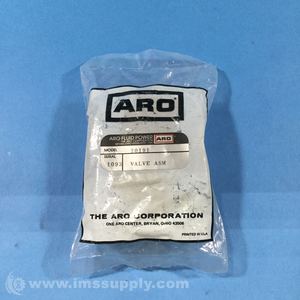 ARO
ARO FLUID POWER
ARO
MODEL
20191
SERIAL
1093 VALVE ASM
THE ARO CORPORATION
ONE ARO CENTER, BRYAN, OHIO 43506
PRINTED IN U.S.A.
© www.imssupply.com